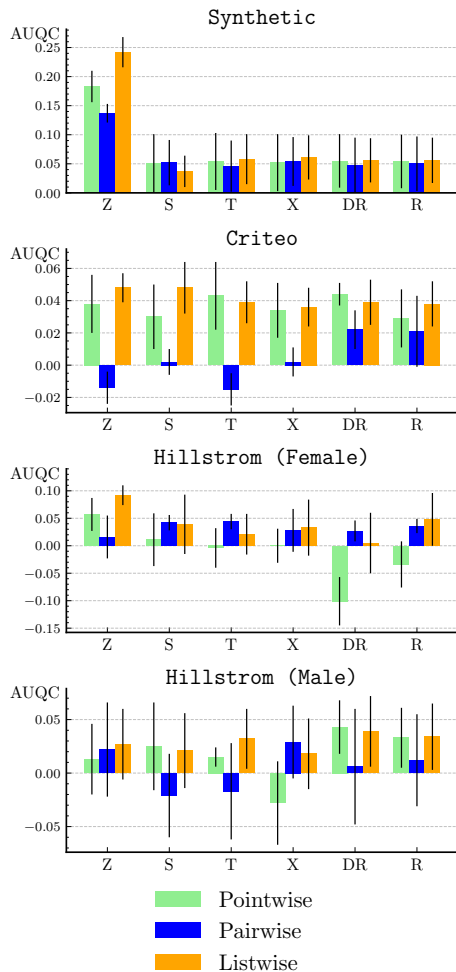 Synthetic
AUQC
0.25
0.20
0.15
0.10
0.05
0.00
Z S T X DR R
Criteo
AUQC
0.06
0.04
0.02
0.00
−0.02
Z S T X DR R
Hillstrom (Female)
AUQC
0.10
0.05
0.00
−0.05
−0.10
−0.15
Z S T X DR R
Hillstrom (Male)
AUQC
0.05
0.00
−0.05
Z S T X DR R
Pointwise
Pairwise
Listwise